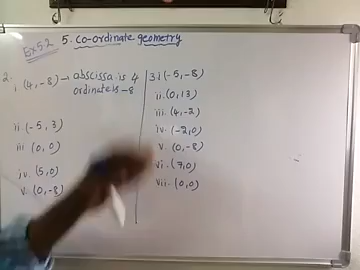 Ex 5.2
5. Co-ordinate geometry
2.
i (4, -8) → abscissa is 4
ordinate is -8
ii. (-5, 3)
iii (0, 0)
iv. (5, 0)
v. (0, -8)
3 i (-5, -8)
ii. (0, 13)
iii. (4, -2)
iv. (-2, 0)
v. (0, -8)
vi. (7, 0)
vii. (0, 0)